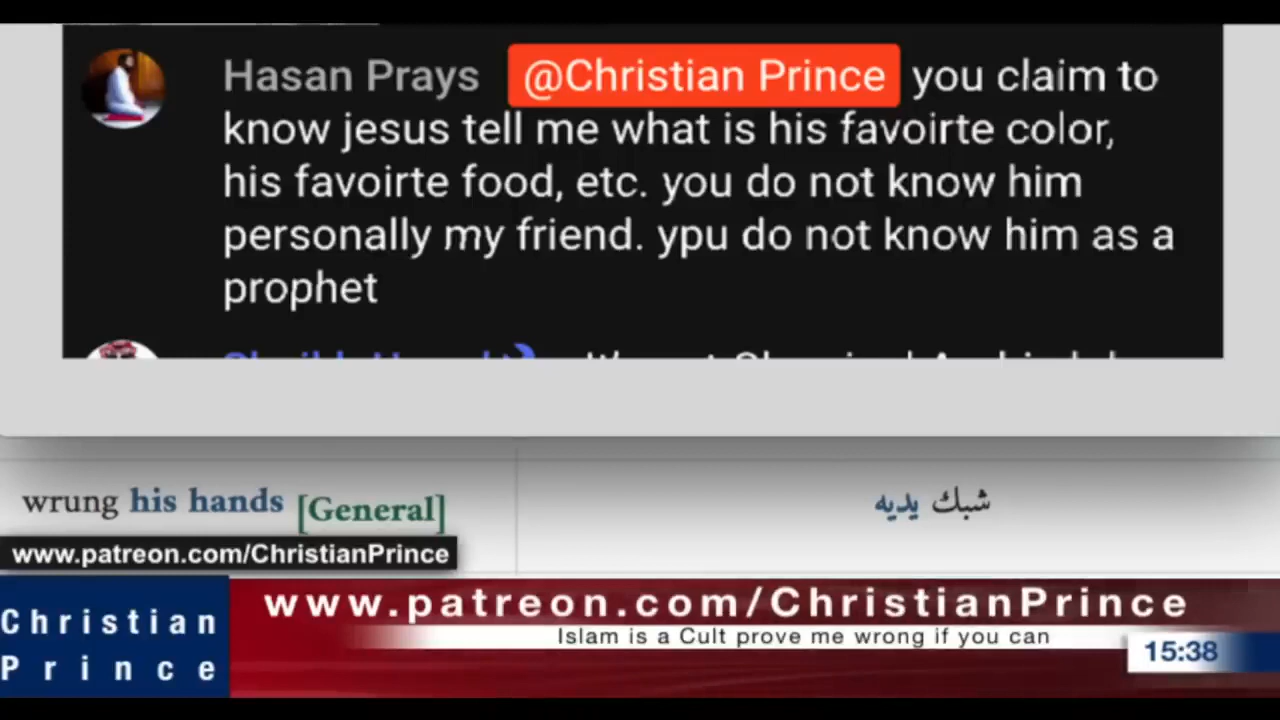 Hasan Prays @Christian Prince you claim to
know jesus tell me what is his favoirte color,
his favoirte food, etc. you do not know him
personally my friend. ypu do not know him as a
prophet
wrung his hands [General]
شبك يديه
www.patreon.com/ChristianPrince
Christian
Prince
www.patreon.com/ChristianPrince
Islam is a Cult prove me wrong if you can
15:38